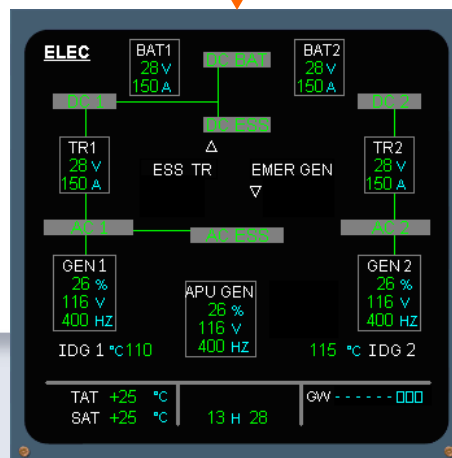 ELEC
BAT1
28 V
150 A
DC BAT
BAT2
28 V
150 A
DC 1
DC 2
DC ESS
TR1
28 V
150 A
ESS TR
EMER GEN
TR2
28 V
150 A
AC 1
AC ESS
AC 2
GEN 1
26 %
116 V
400 HZ
APU GEN
26 %
116 V
400 HZ
GEN 2
26 %
116 V
400 HZ
IDG 1 °C 110
115 °C IDG 2
TAT +25 °C
SAT +25 °C
13 H 28
GW ------